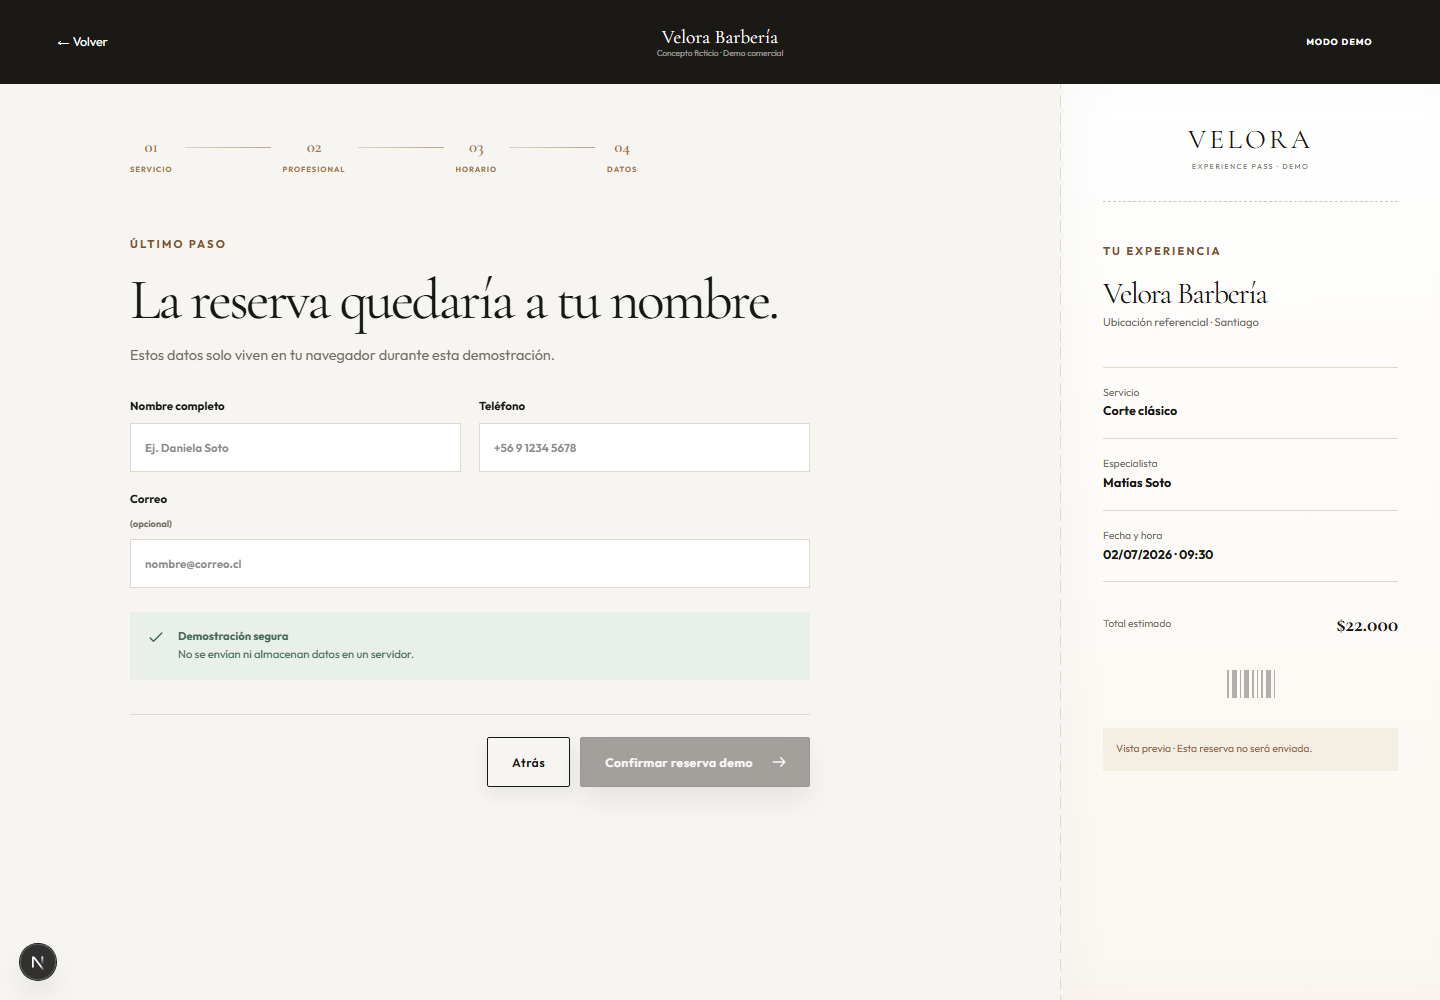 ← Volver
Velora Barbería
Concepto ficticio · Demo comercial
MODO DEMO
01
SERVICIO
02
PROFESIONAL
03
HORARIO
04
DATOS
ÚLTIMO PASO
La reserva quedaría a tu nombre.
Estos datos solo viven en tu navegador durante esta demostración.
Nombre completo
Ej. Daniela Soto
Teléfono
+56 9 1234 5678
Correo
(opcional)
nombre@correo.cl
Demostración segura
No se envían ni almacenan datos en un servidor.
Atrás
Confirmar reserva demo →
VELORA
EXPERIENCE PASS · DEMO
TU EXPERIENCIA
Velora Barbería
Ubicación referencial · Santiago
Servicio
Corte clásico
Especialista
Matías Soto
Fecha y hora
02/07/2026 · 09:30
Total estimado
$22.000
Vista previa · Esta reserva no será enviada.
N